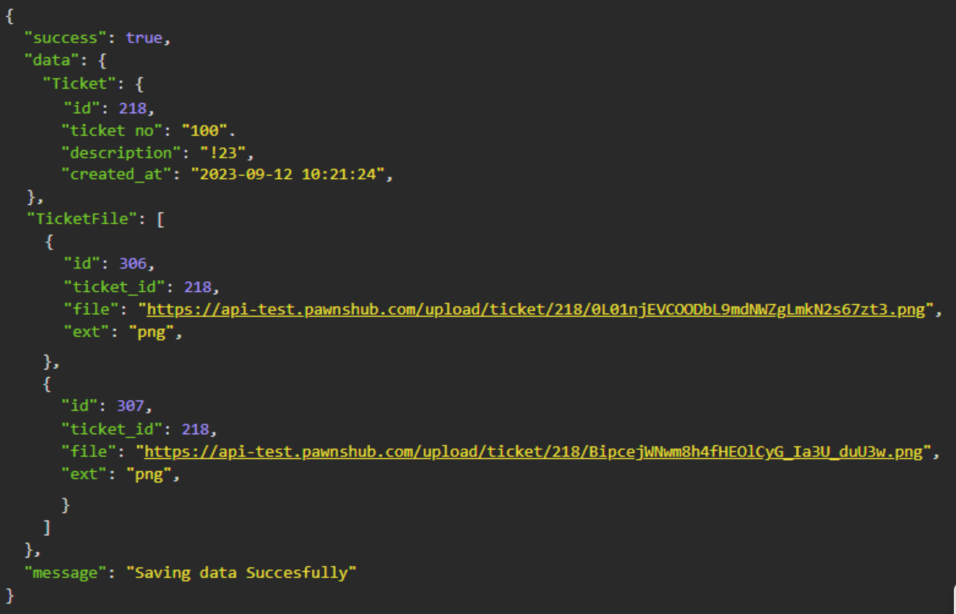 {
"success": true,
"data": {
"Ticket": {
"id": 218,
"ticket no": "100".
"description": "!23",
"created_at": "2023-09-12 10:21:24",
},
"TicketFile": [
{
"id": 306,
"ticket_id": 218,
"file": "https://api-test.pawnshub.com/upload/ticket/218/0L01njEVCOODbL9mdNWZgLmkN2s67zt3.png",
"ext": "png",
},
{
"id": 307,
"ticket_id": 218,
"file": "https://api-test.pawnshub.com/upload/ticket/218/BipcejWNwm8h4fHEOlCyG_Ia3U_duU3w.png",
"ext": "png",
}
]
},
"message": "Saving data Succesfully"
}